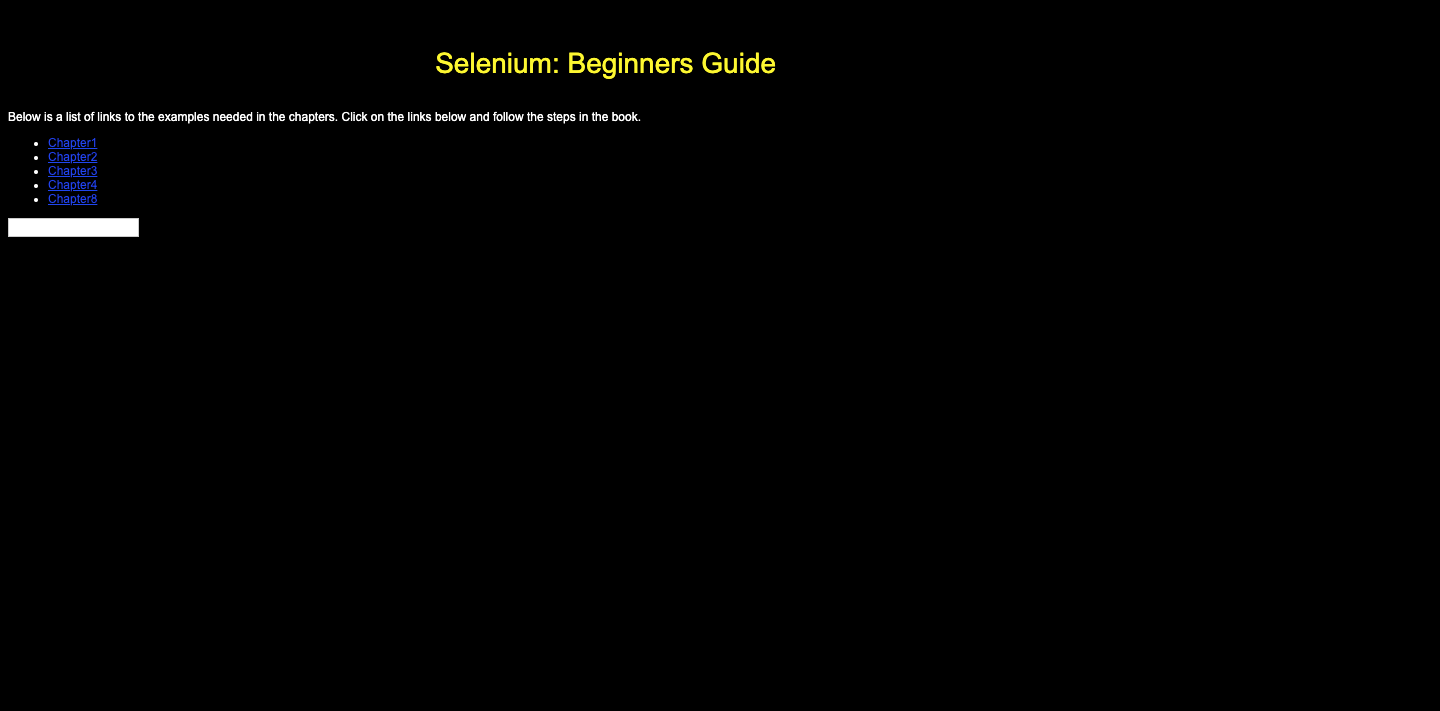 Selenium: Beginners Guide
Below is a list of links to the examples needed in the chapters. Click on the links below and follow the steps in the book.
Chapter1
Chapter2
Chapter3
Chapter4
Chapter8